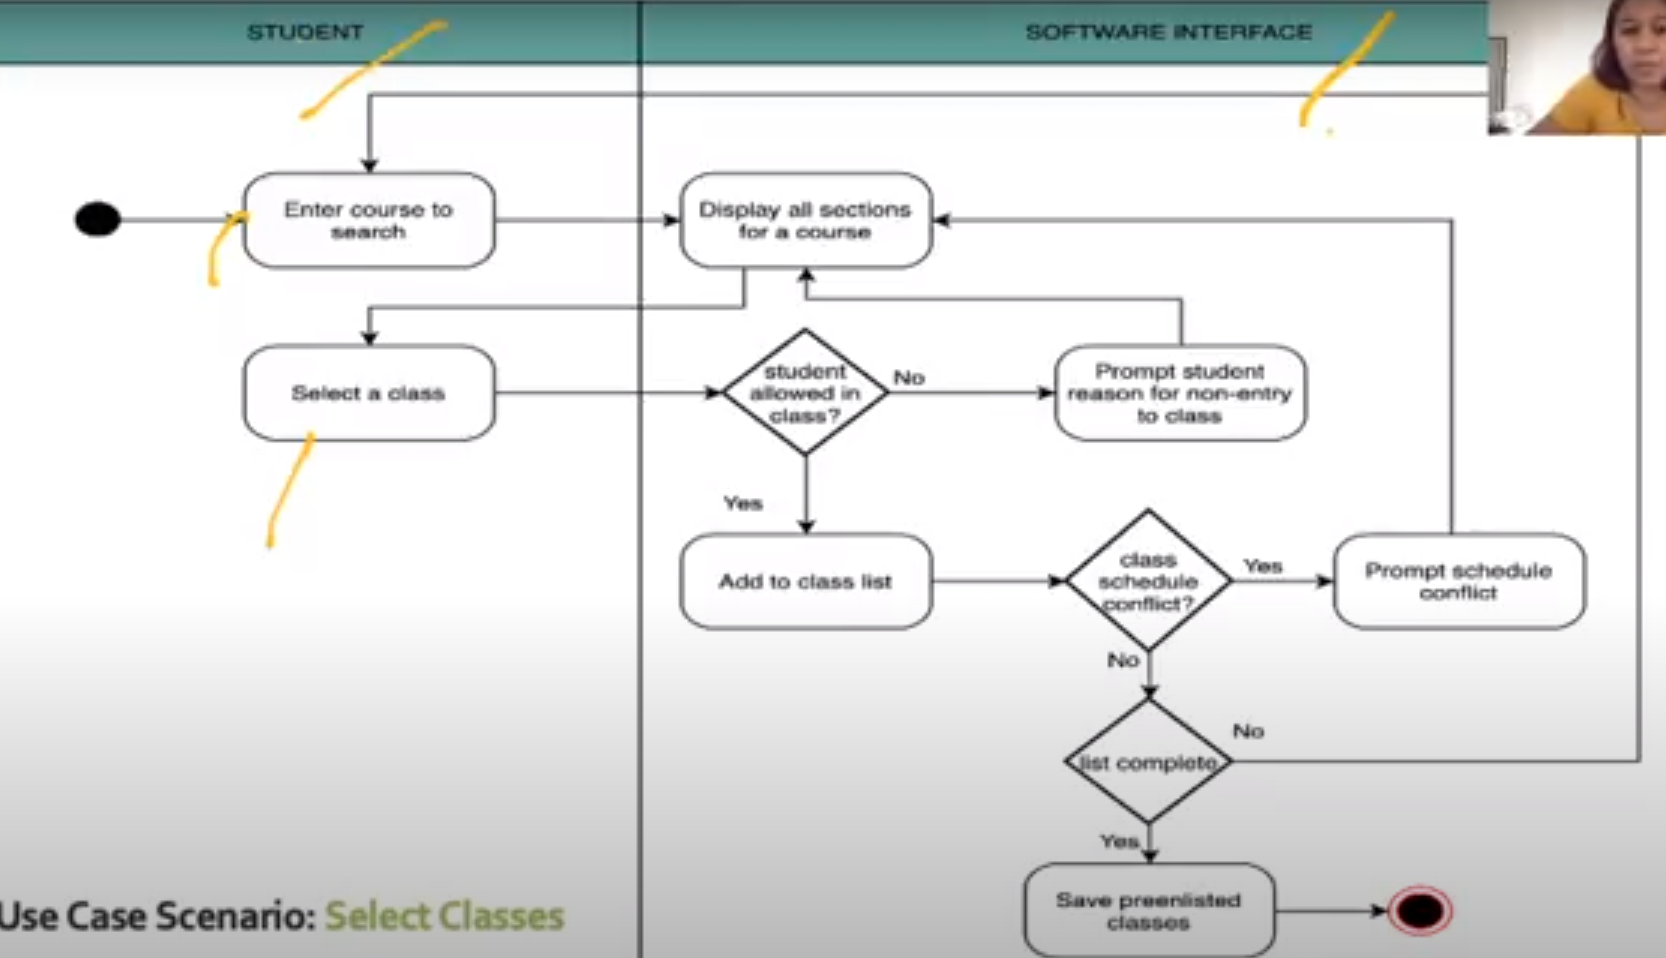 STUDENT
SOFTWARE INTERFACE
Enter course to
search
Display all sections
for a course
Select a class
student
allowed in
class?
No
Prompt student
reason for non-entry
to class
Yes
Add to class list
class
schedule
conflict?
Yes
Prompt schedule
conflict
No
list complete
No
Yes
Save preenlisted
classes
Use Case Scenario: Select Classes